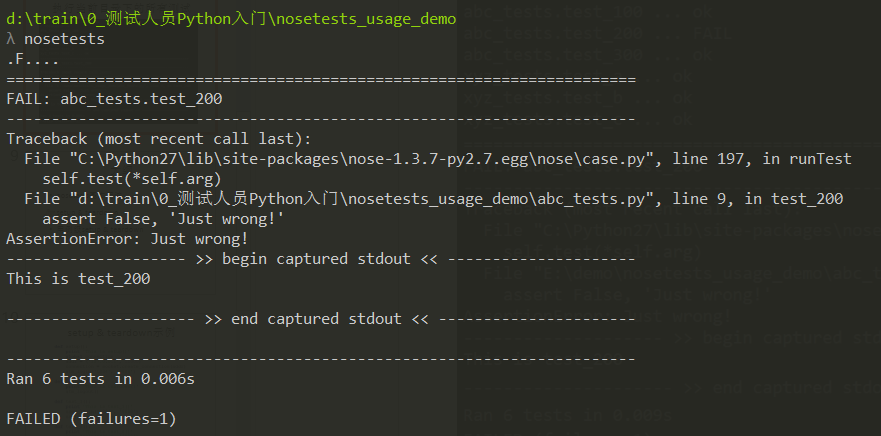 d:\train\0_测试人员Python入门\nosetests_usage_demo
λ nosetests
.F....
======================================================================
FAIL: abc_tests.test_200
----------------------------------------------------------------------
Traceback (most recent call last):
  File "C:\Python27\lib\site-packages\nose-1.3.7-py2.7.egg\nose\case.py", line 197, in runTest
    self.test(*self.arg)
  File "d:\train\0_测试人员Python入门\nosetests_usage_demo\abc_tests.py", line 9, in test_200
    assert False, 'Just wrong!'
AssertionError: Just wrong!
-------------------- >> begin captured stdout << ---------------------
This is test_200

--------------------- >> end captured stdout << ----------------------

----------------------------------------------------------------------
Ran 6 tests in 0.006s

FAILED (failures=1)